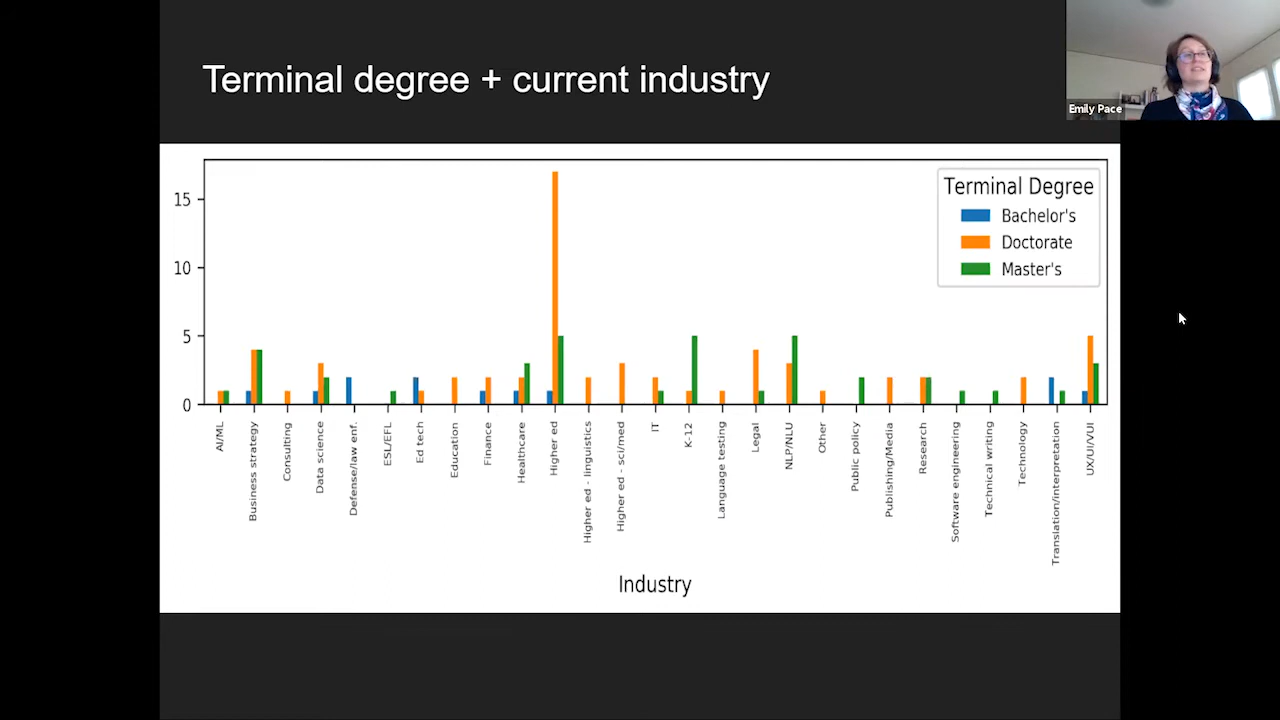 Terminal degree + current industry
Emily Pace
Terminal Degree
Bachelor's
Doctorate
Master's
15
10
5
0
AI/ML
Business strategy
Consulting
Data science
Defense/law enf.
ESL/EFL
Ed tech
Education
Finance
Healthcare
Higher ed
Higher ed - linguistics
Higher ed - sci/med
IT
K-12
Language testing
Legal
NLP/NLU
Other
Public policy
Publishing/Media
Research
Software engineering
Technical writing
Technology
Translation/interpretation
UX/UI/VUI
Industry